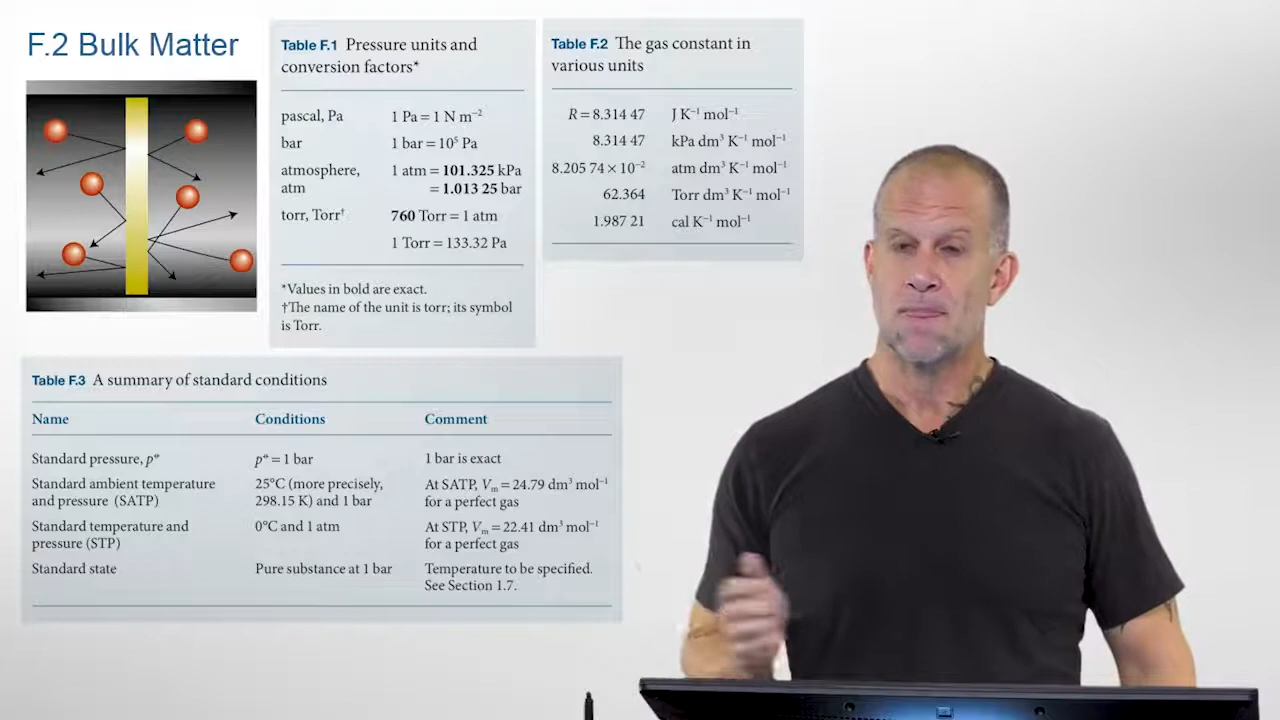 F.2 Bulk Matter
Table F.1 Pressure units and
conversion factors*
pascal, Pa 1 Pa = 1 N m⁻²
bar 1 bar = 10⁵ Pa
atmosphere, 1 atm = 101.325 kPa
atm = 1.013 25 bar
torr, Torr† 760 Torr = 1 atm
1 Torr = 133.32 Pa
*Values in bold are exact.
†The name of the unit is torr; its symbol
is Torr.
Table F.2 The gas constant in
various units
R = 8.314 47 J K⁻¹ mol⁻¹
8.314 47 kPa dm³ K⁻¹ mol⁻¹
8.205 74 × 10⁻² atm dm³ K⁻¹ mol⁻¹
62.364 Torr dm³ K⁻¹ mol⁻¹
1.987 21 cal K⁻¹ mol⁻¹
Table F.3 A summary of standard conditions
Name Conditions Comment
Standard pressure, p⦵ p⦵ = 1 bar 1 bar is exact
Standard ambient temperature 25°C (more precisely, At SATP, Vₘ = 24.79 dm³ mol⁻¹
and pressure (SATP) 298.15 K) and 1 bar for a perfect gas
Standard temperature and 0°C and 1 atm At STP, Vₘ = 22.41 dm³ mol⁻¹
pressure (STP) for a perfect gas
Standard state Pure substance at 1 bar Temperature to be specified.
See Section 1.7.